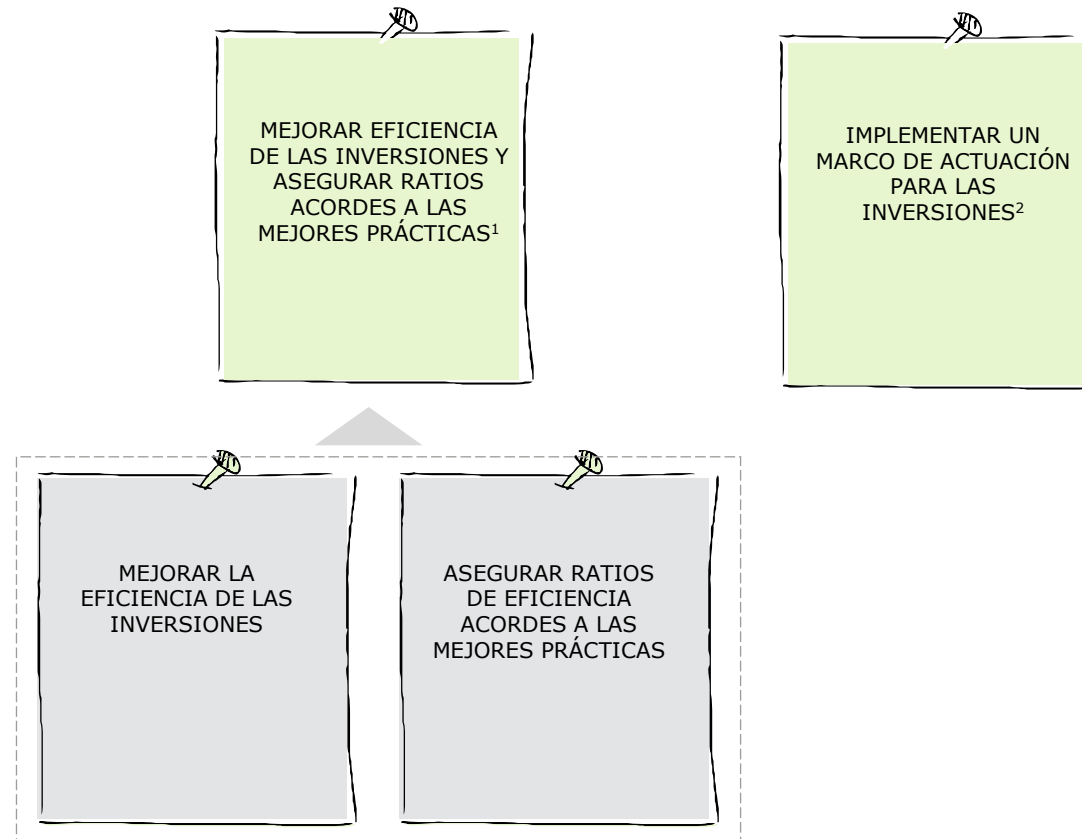 MEJORAR EFICIENCIA
DE LAS INVERSIONES Y
ASEGURAR RATIOS
ACORDES A LAS
MEJORES PRÁCTICAS¹
IMPLEMENTAR UN
MARCO DE ACTUACIÓN
PARA LAS
INVERSIONES²
MEJORAR LA
EFICIENCIA DE LAS
INVERSIONES
ASEGURAR RATIOS
DE EFICIENCIA
ACORDES A LAS
MEJORES PRÁCTICAS